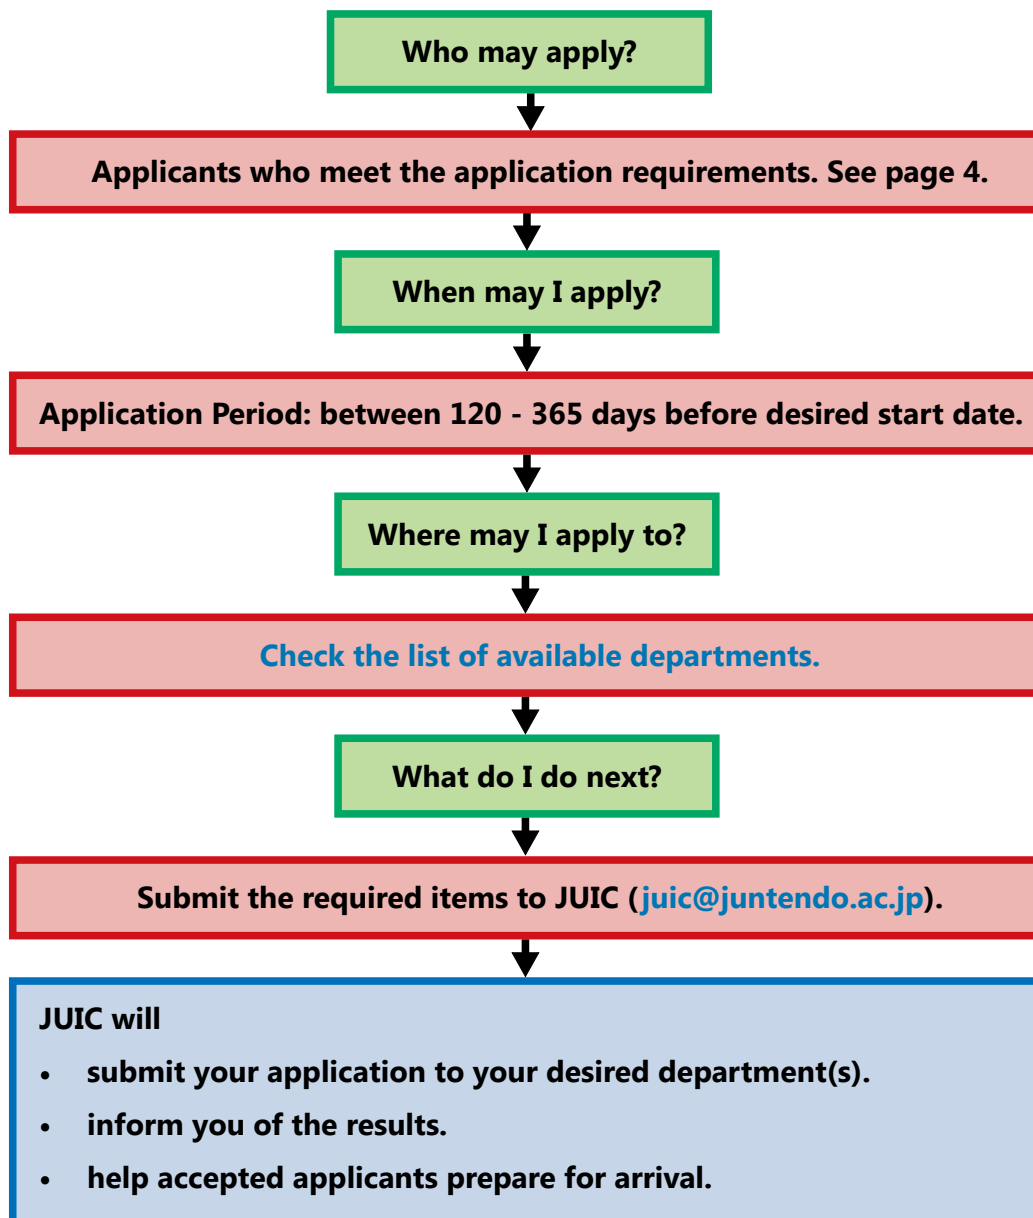 Who may apply?
Applicants who meet the application requirements. See page 4.
When may I apply?
Application Period: between 120 - 365 days before desired start date.
Where may I apply to?
Check the list of available departments.
What do I do next?
Submit the required items to JUIC (juic@juntendo.ac.jp).
JUIC will
• submit your application to your desired department(s).
• inform you of the results.
• help accepted applicants prepare for arrival.